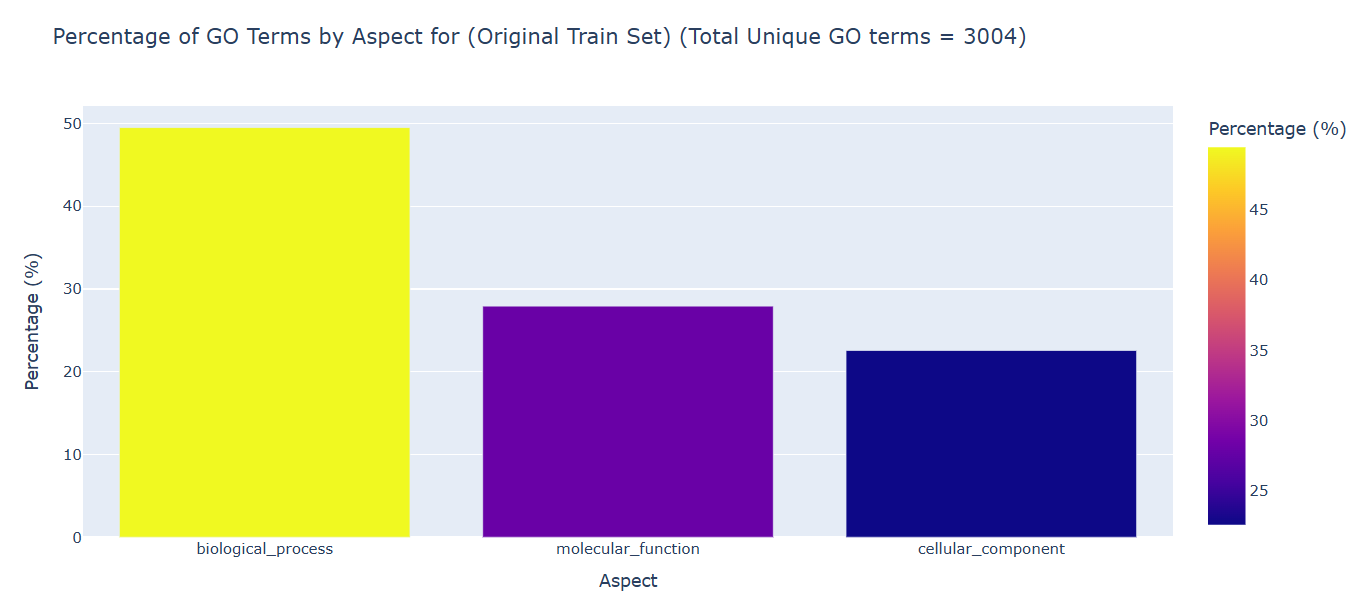 Percentage of GO Terms by Aspect for (Original Train Set) (Total Unique GO terms = 3004)
Percentage (%)
50
40
30
20
10
0
biological_process
molecular_function
cellular_component
Aspect
Percentage (%)
45
40
35
30
25